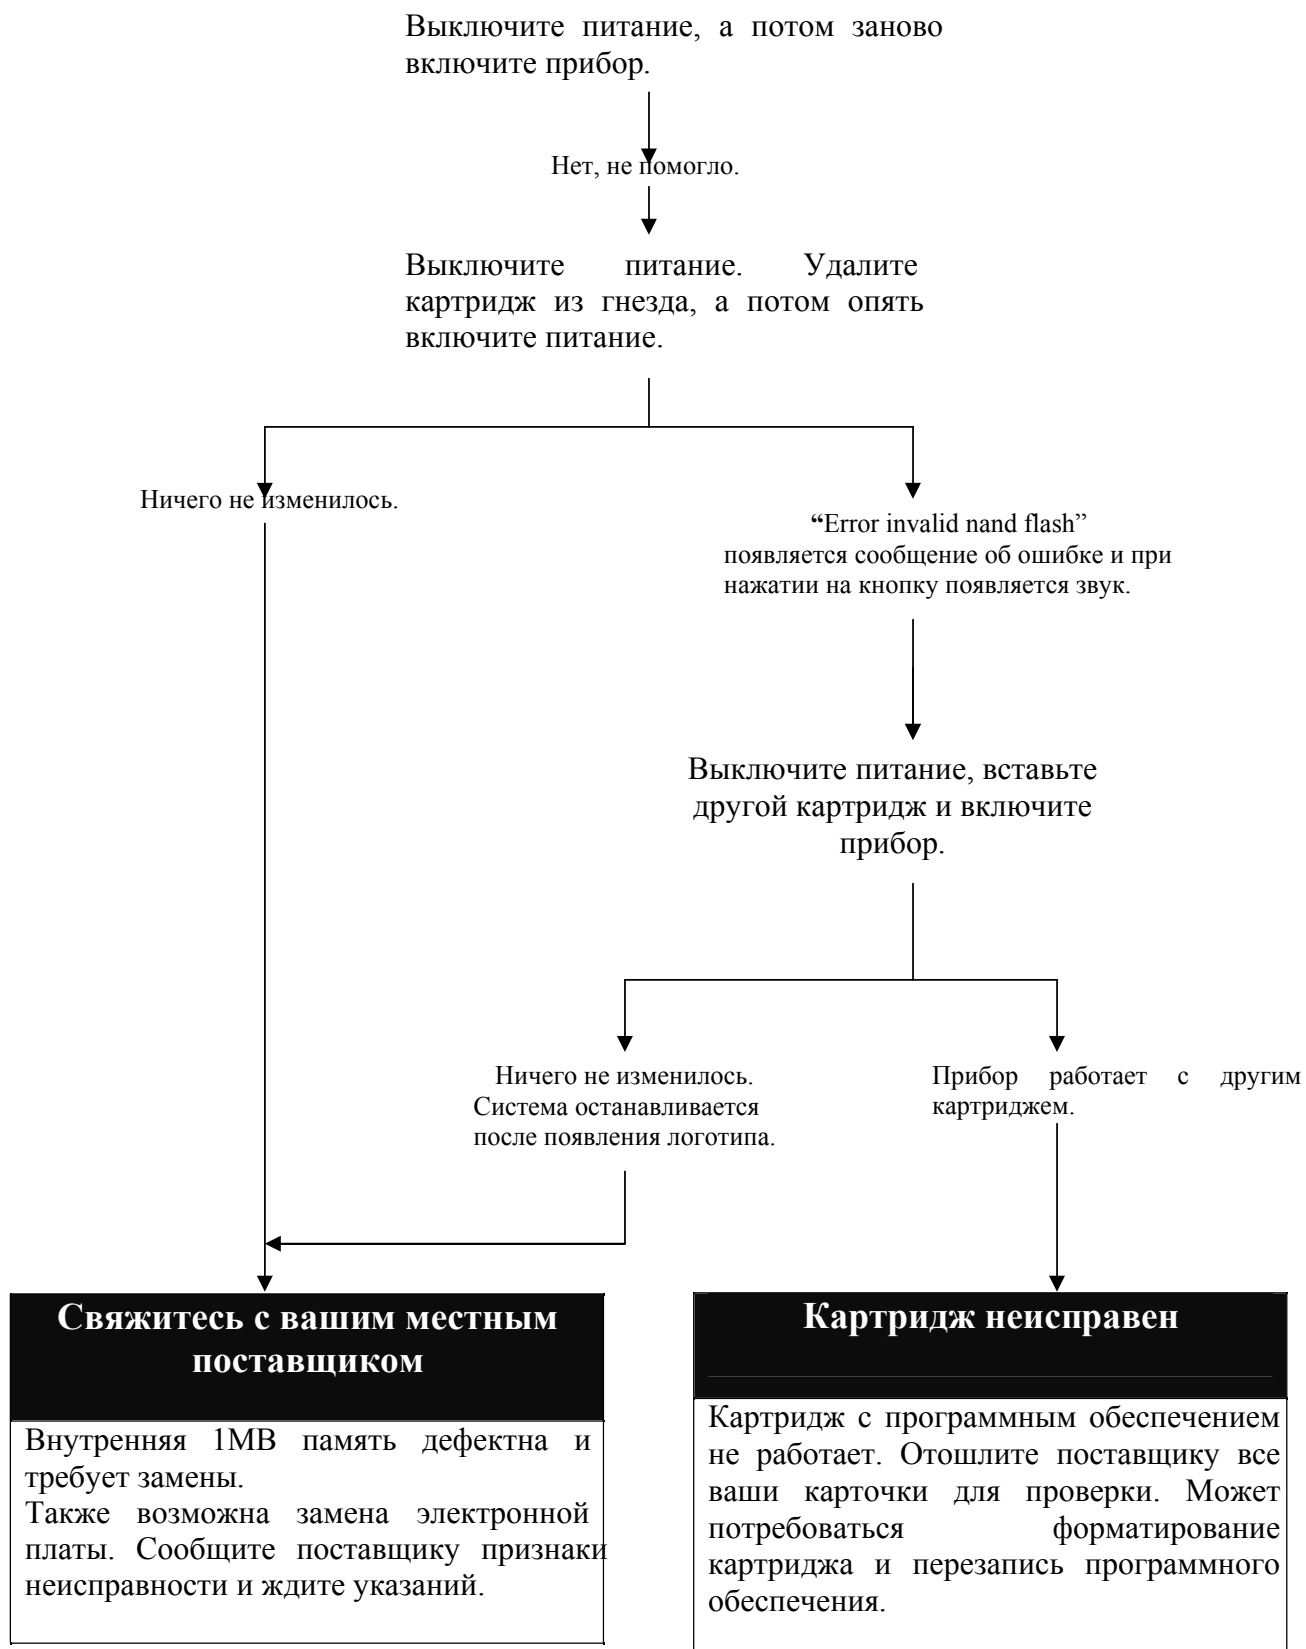 Выключите питание, а потом заново
включите прибор.
Нет, не помогло.
Выключите питание. Удалите
картридж из гнезда, а потом опять
включите питание.
Ничего не изменилось.
“Error invalid nand flash”
появляется сообщение об ошибке и при
нажатии на кнопку появляется звук.
Выключите питание, вставьте
другой картридж и включите
прибор.
Ничего не изменилось.
Система останавливается
после появления логотипа.
Прибор работает с другим
картриджем.
Свяжитесь с вашим местным
поставщиком
Внутренняя 1МВ память дефектна и
требует замены.
Также возможна замена электронной
платы. Сообщите поставщику признаки
неисправности и ждите указаний.
Картридж неисправен
Картридж с программным обеспечением
не работает. Отошлите поставщику все
ваши карточки для проверки. Может
потребоваться форматирование
картриджа и перезапись программного
обеспечения.